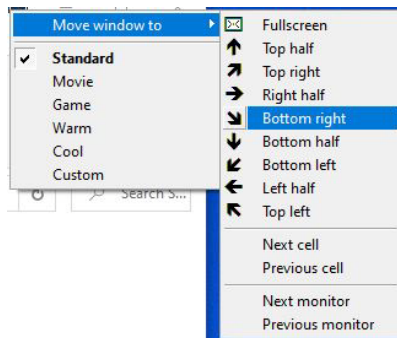 Move window to
Standard
Movie
Game
Warm
Cool
Custom
Search S...
Fullscreen
Top half
Top right
Right half
Bottom right
Bottom half
Bottom left
Left half
Top left
Next cell
Previous cell
Next monitor
Previous monitor